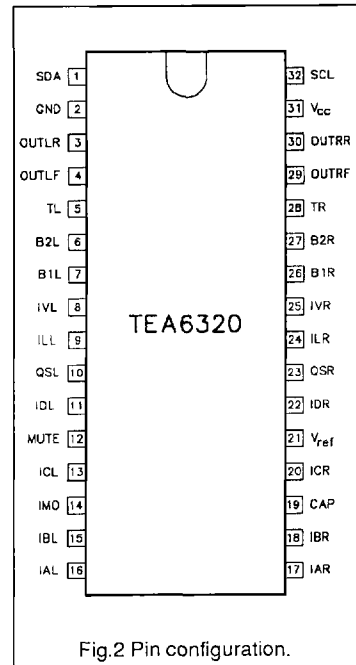 SDA 1 32 SCL
GND 2 31 Vcc
OUTLR 3 30 OUTRR
OUTLF 4 29 OUTRF
TL 5 28 TR
B2L 6 27 B2R
B1L 7 26 B1R
IVL 8 25 IVR
ILL 9 24 ILR
TEA6320
QSL 10 23 QSR
IDL 11 22 IDR
MUTE 12 21 Vref
ICL 13 20 ICR
IMO 14 19 CAP
IBL 15 18 IBR
IAL 16 17 IAR
Fig.2 Pin configuration.